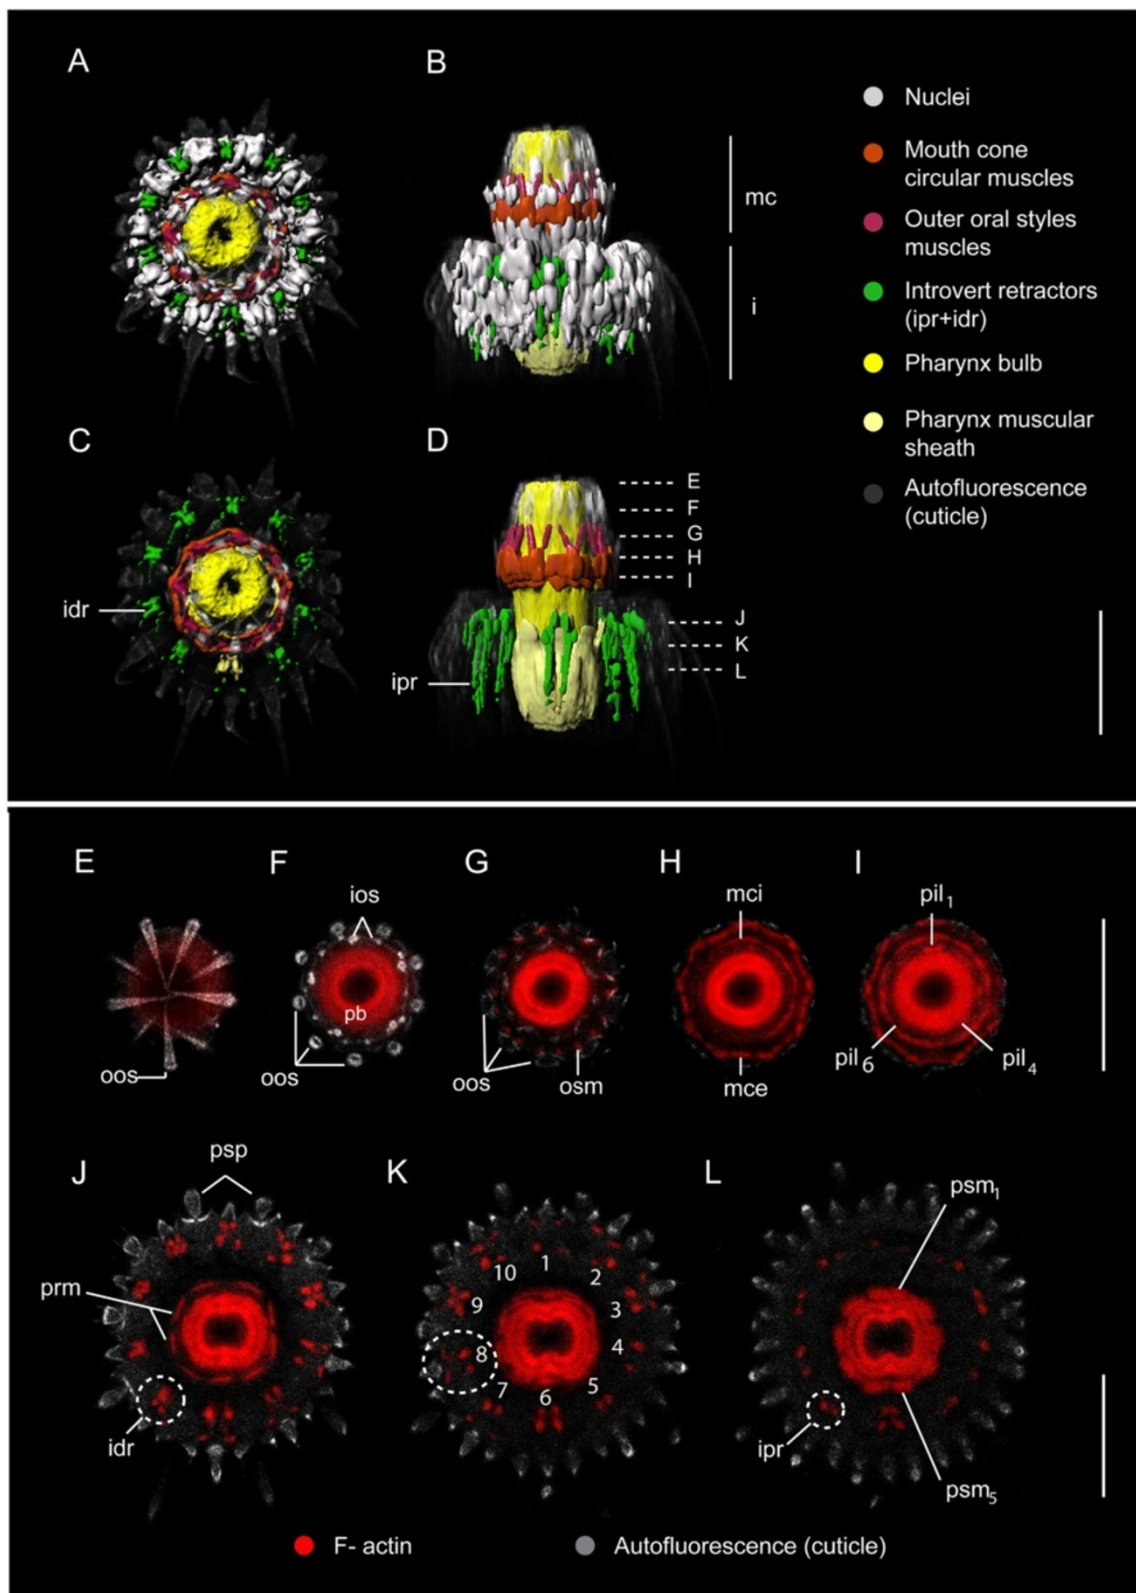 A
B
Nuclei
Mouth cone
circular muscles
Outer oral styles
muscles
Introvert retractors
(ipr+idr)
Pharynx bulb
Pharynx muscular
sheath
Autofluorescence
(cuticle)
mc
i
C
D
idr
ipr
E
F
G
H
I
J
K
L
E
F
G
H
I
ios
mci
pil1
pb
oos
oos
oos
osm
mce
pil6
pil4
psp
J
K
L
psm1
prm
idr
1
2
3
4
5
6
7
8
9
10
ipr
psm5
F- actin
Autofluorescence (cuticle)